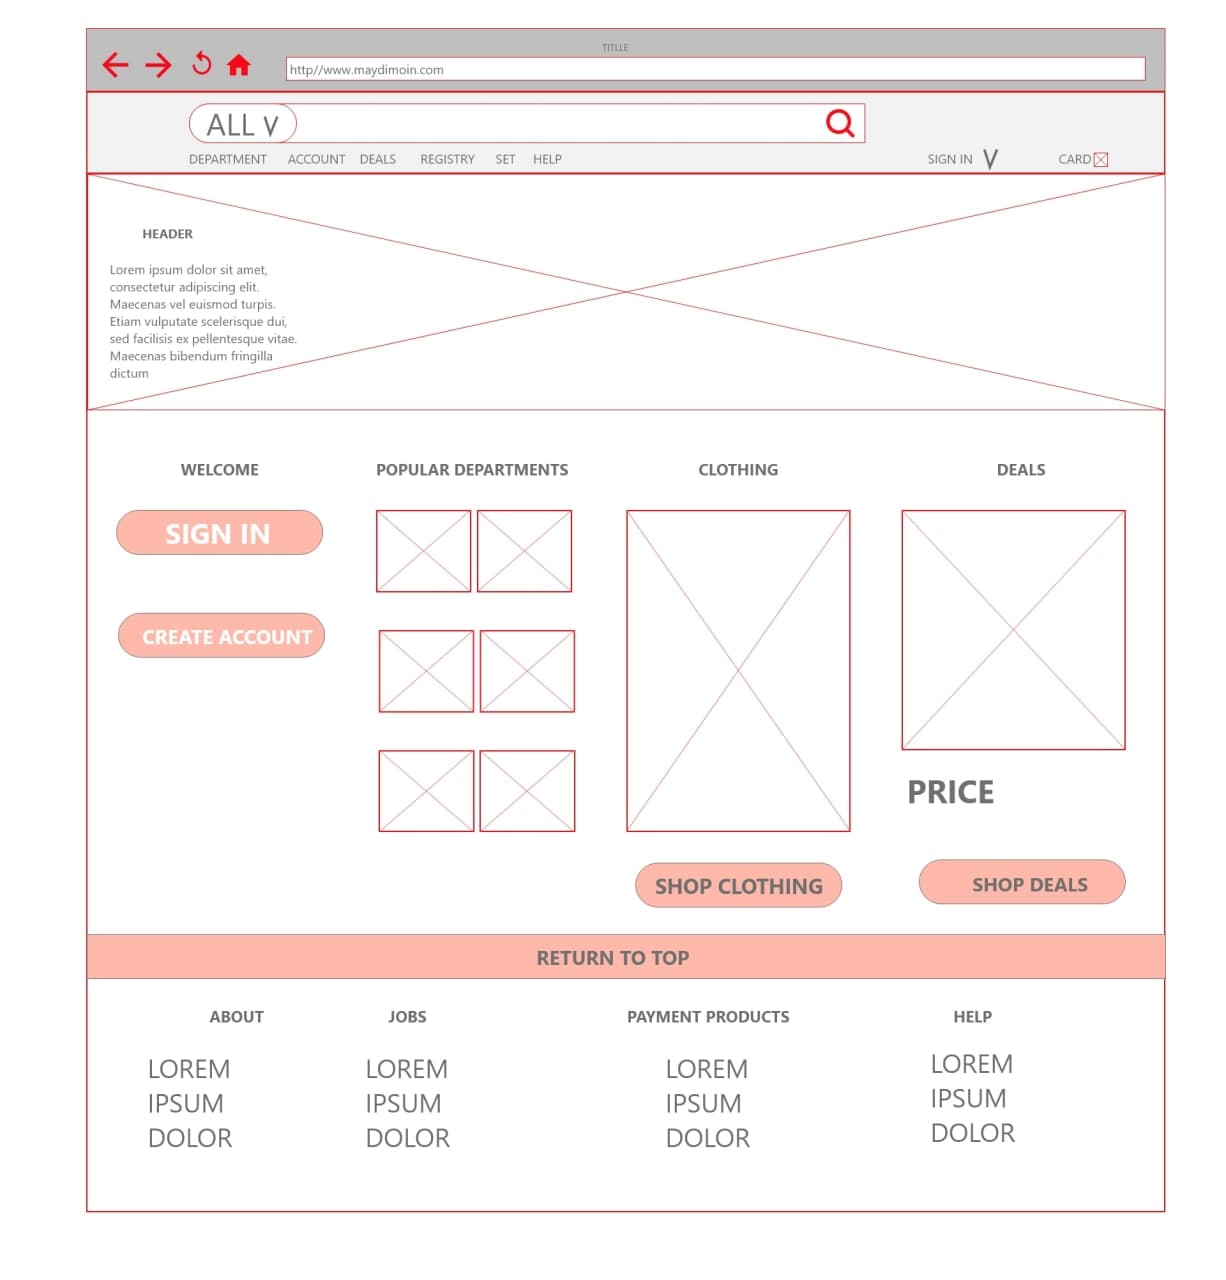 TITLLE
http//www.maydimoin.com
ALL V
DEPARTMENT ACCOUNT DEALS REGISTRY SET HELP SIGN IN V CARD
HEADER
Lorem ipsum dolor sit amet,
consectetur adipiscing elit.
Maecenas vel euismod turpis.
Etiam vulputate scelerisque dui,
sed facilisis ex pellentesque vitae.
Maecenas bibendum fringilla
dictum
WELCOME
SIGN IN
CREATE ACCOUNT
POPULAR DEPARTMENTS
CLOTHING
SHOP CLOTHING
DEALS
PRICE
SHOP DEALS
RETURN TO TOP
ABOUT
LOREM
IPSUM
DOLOR
JOBS
LOREM
IPSUM
DOLOR
PAYMENT PRODUCTS
LOREM
IPSUM
DOLOR
HELP
LOREM
IPSUM
DOLOR